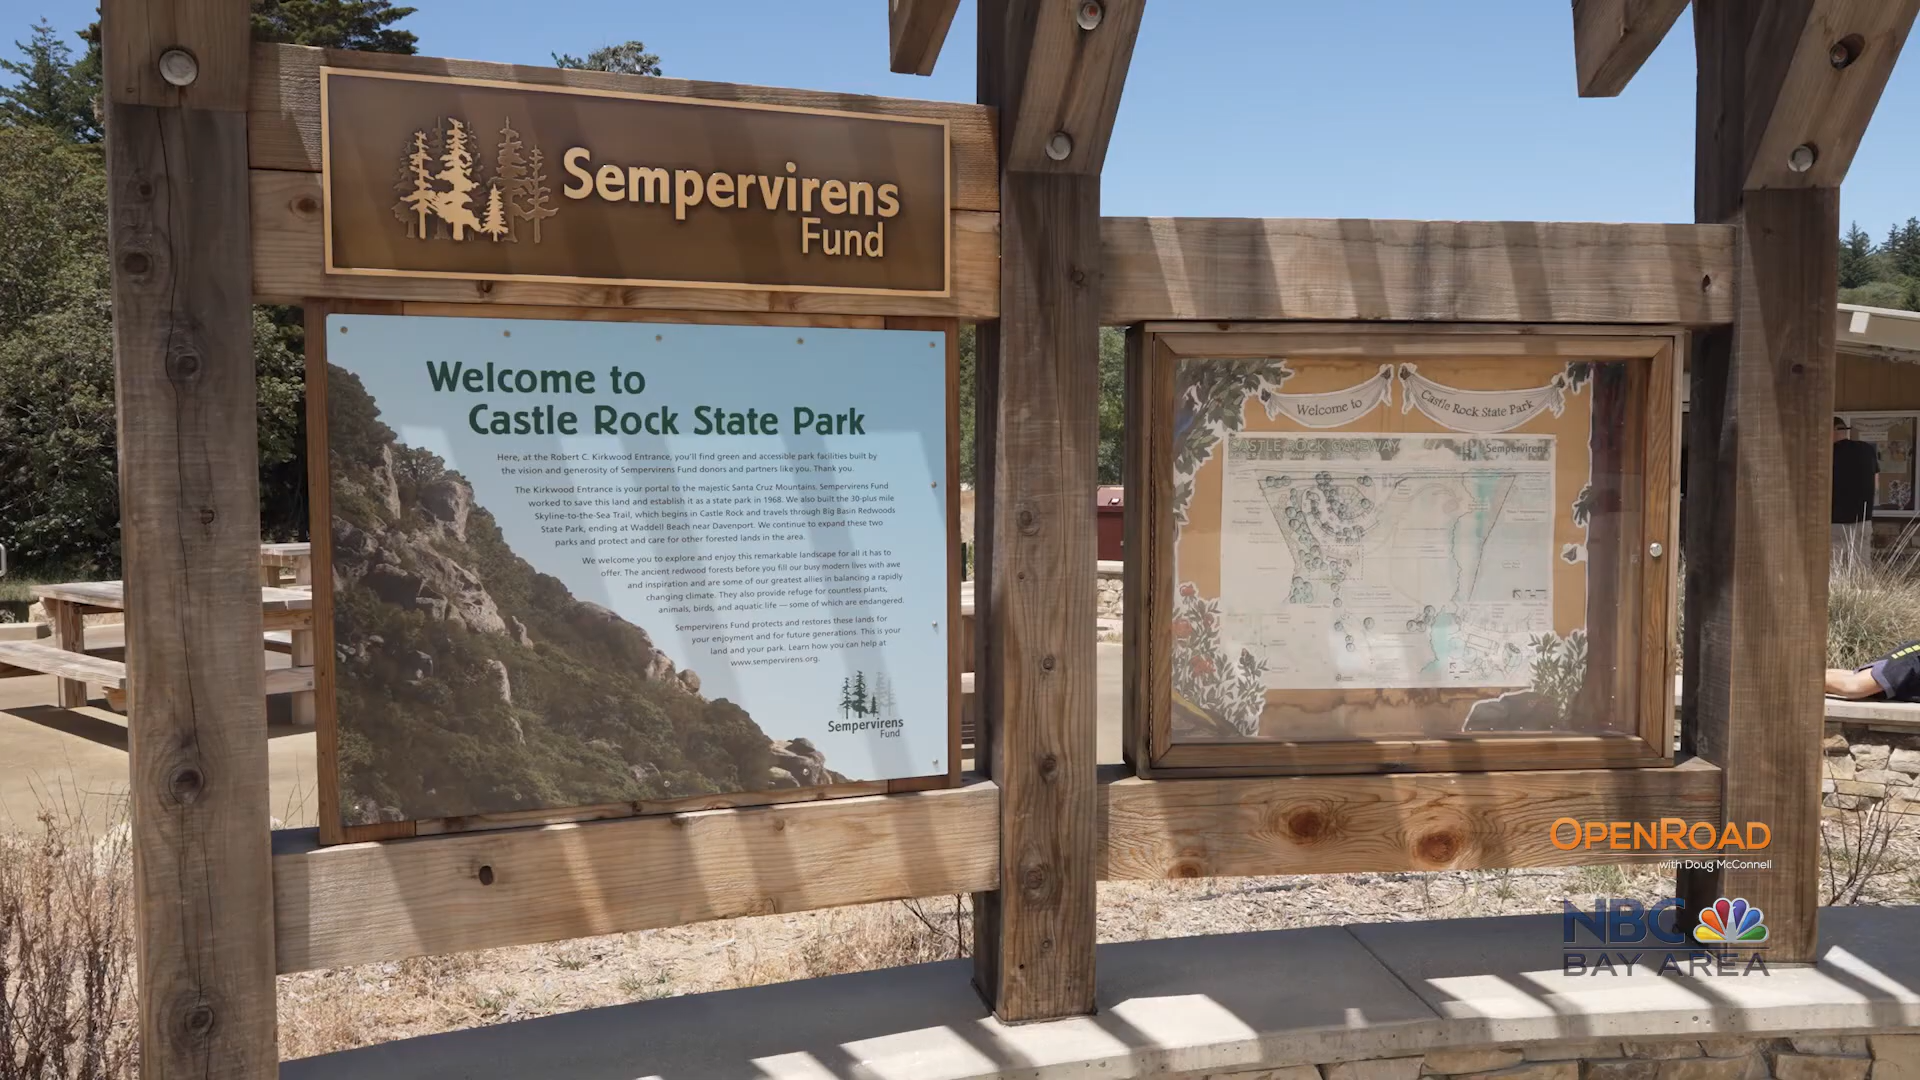 Sempervirens
Fund
Welcome to
Castle Rock State Park
Here, at the Robert C. Kirkwood Entrance, you'll find green and accessible park facilities built by
the vision and generosity of Sempervirens Fund donors and partners like you. Thank you.
The Kirkwood Entrance is your portal to the majestic Santa Cruz Mountains. Sempervirens Fund
worked to save this land and establish it as a state park in 1968. We also built the 30-plus mile
Skyline-to-the-Sea Trail, which begins in Castle Rock and travels through Big Basin Redwoods
State Park, ending at Waddell Beach near Davenport. We continue to expand these two
parks and protect and care for other forested lands in the area.
We welcome you to explore and enjoy this remarkable landscape for all it has to
offer. The ancient redwood forests before you fill our busy modern lives with awe
and inspiration and are some of our greatest allies in balancing a rapidly
changing climate. They also provide refuge for countless plants,
animals, birds, and aquatic life — some of which are endangered.
Sempervirens Fund protects and restores these lands for
your enjoyment and for future generations. This is your
land and your park. Learn how you can help at
www.sempervirens.org.
Sempervirens
Fund
Welcome to
Castle Rock State Park
CASTLE ROCK GATEWAY
Sempervirens
OPENROAD
with Doug McConnell
NBC
BAY AREA